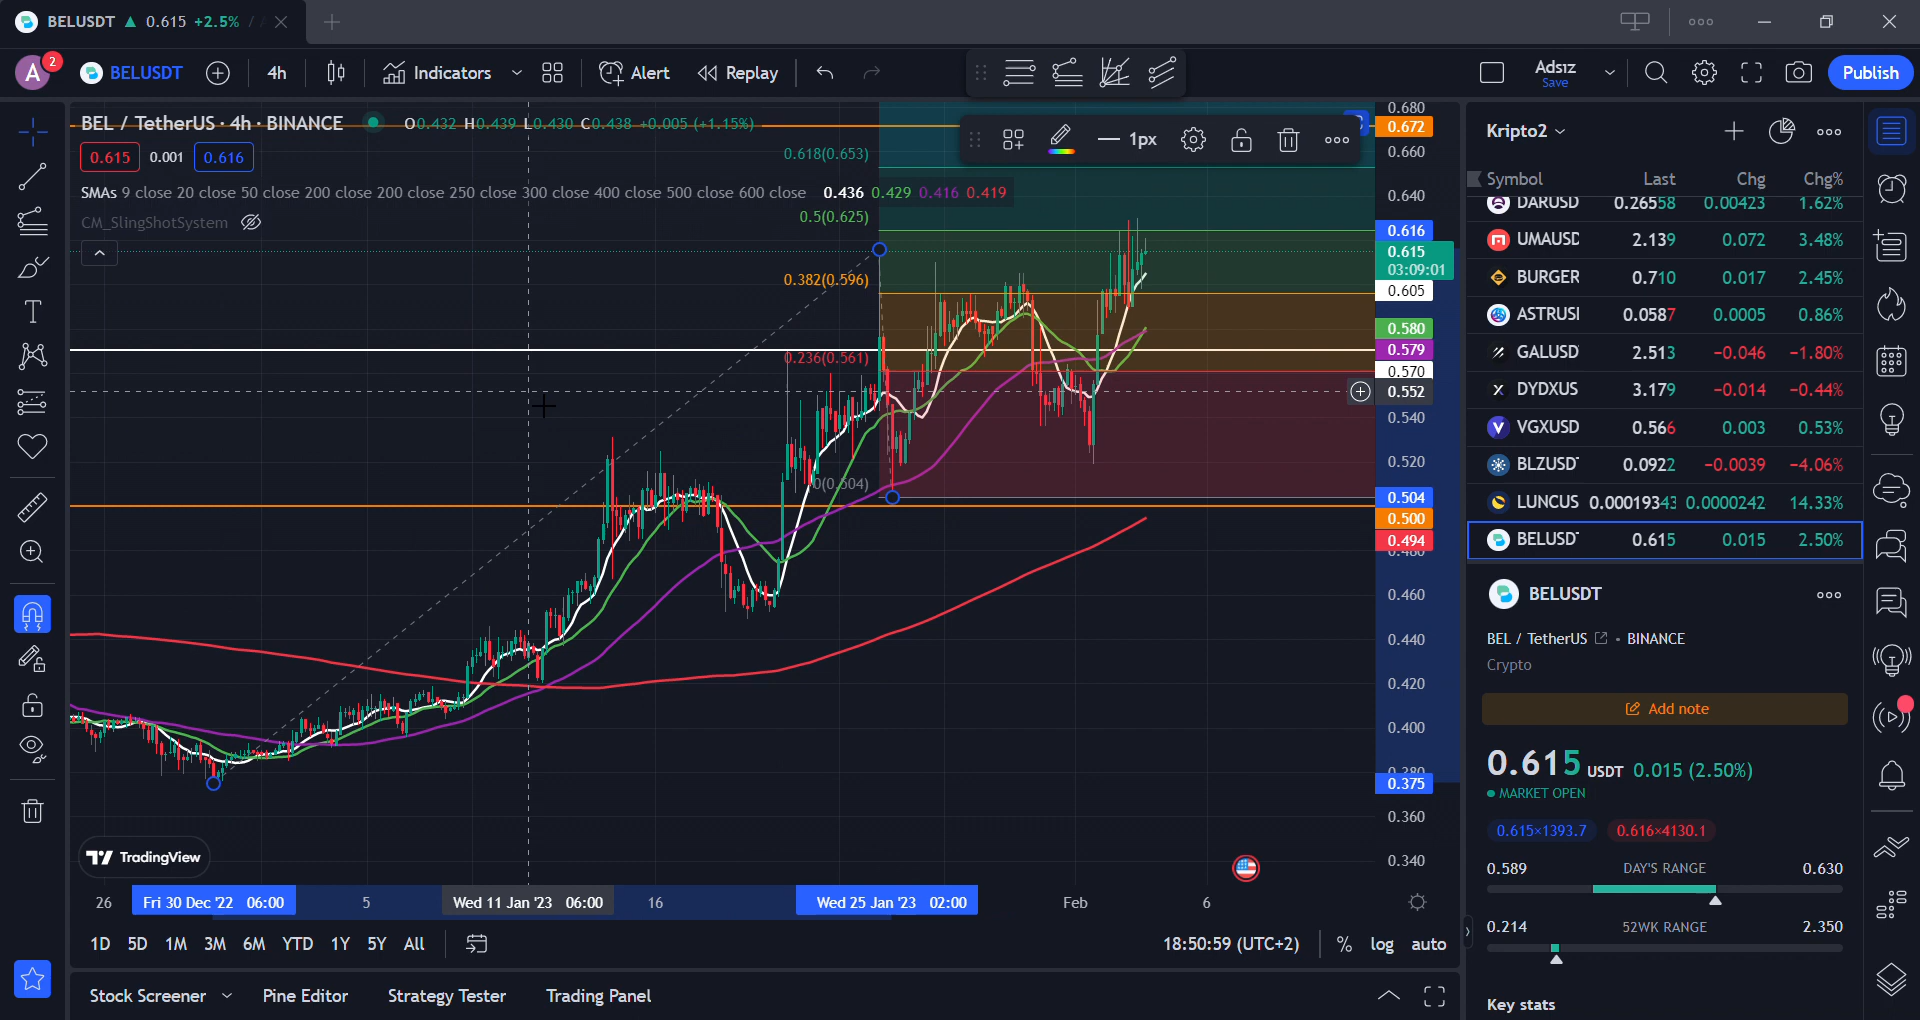 BELUSDT ▲ 0.615 +2.5% /
A 2 BELUSDT 4h Indicators Alert Replay Adsız Save Publish
BEL / TetherUS · 4h · BINANCE O0.432 H0.439 L0.430 C0.438 +0.005 (+1.15%)
0.615 0.001 0.616
SMAs 9 close 20 close 50 close 200 close 200 close 250 close 300 close 400 close 500 close 600 close 0.436 0.429 0.416 0.419
CM_SlingShotSystem
1px
0.618(0.653)
0.5(0.625)
0.382(0.596)
0.236(0.561)
0(0.504)
0.680
0.672
0.660
0.640
0.616
0.615
03:09:01
0.605
0.580
0.579
0.570
0.552
0.540
0.520
0.504
0.500
0.494
0.480
0.460
0.440
0.420
0.400
0.380
0.375
0.360
0.340
TradingView
26 Fri 30 Dec '22 06:00 5 Wed 11 Jan '23 06:00 16 Wed 25 Jan '23 02:00 Feb 6
1D 5D 1M 3M 6M YTD 1Y 5Y All 18:50:59 (UTC+2) % log auto
Stock Screener Pine Editor Strategy Tester Trading Panel
Kripto2
Symbol Last Chg Chg%
DARUSD 0.26558 0.00423 1.62%
UMAUSD 2.139 0.072 3.48%
BURGER 0.710 0.017 2.45%
ASTRUSI 0.0587 0.0005 0.86%
GALUSD 2.513 −0.046 −1.80%
DYDXUS 3.179 −0.014 −0.44%
VGXUSD 0.566 0.003 0.53%
BLZUSD 0.0922 −0.0039 −4.06%
LUNCUS 0.00019343 0.0000242 14.33%
BELUSD 0.615 0.015 2.50%
BELUSDT
BEL / TetherUS • BINANCE
Crypto
Add note
0.615 USDT 0.015 (2.50%)
MARKET OPEN
0.615×1393.7 0.616×4130.1
0.589 DAY'S RANGE 0.630
0.214 52WK RANGE 2.350
Key stats